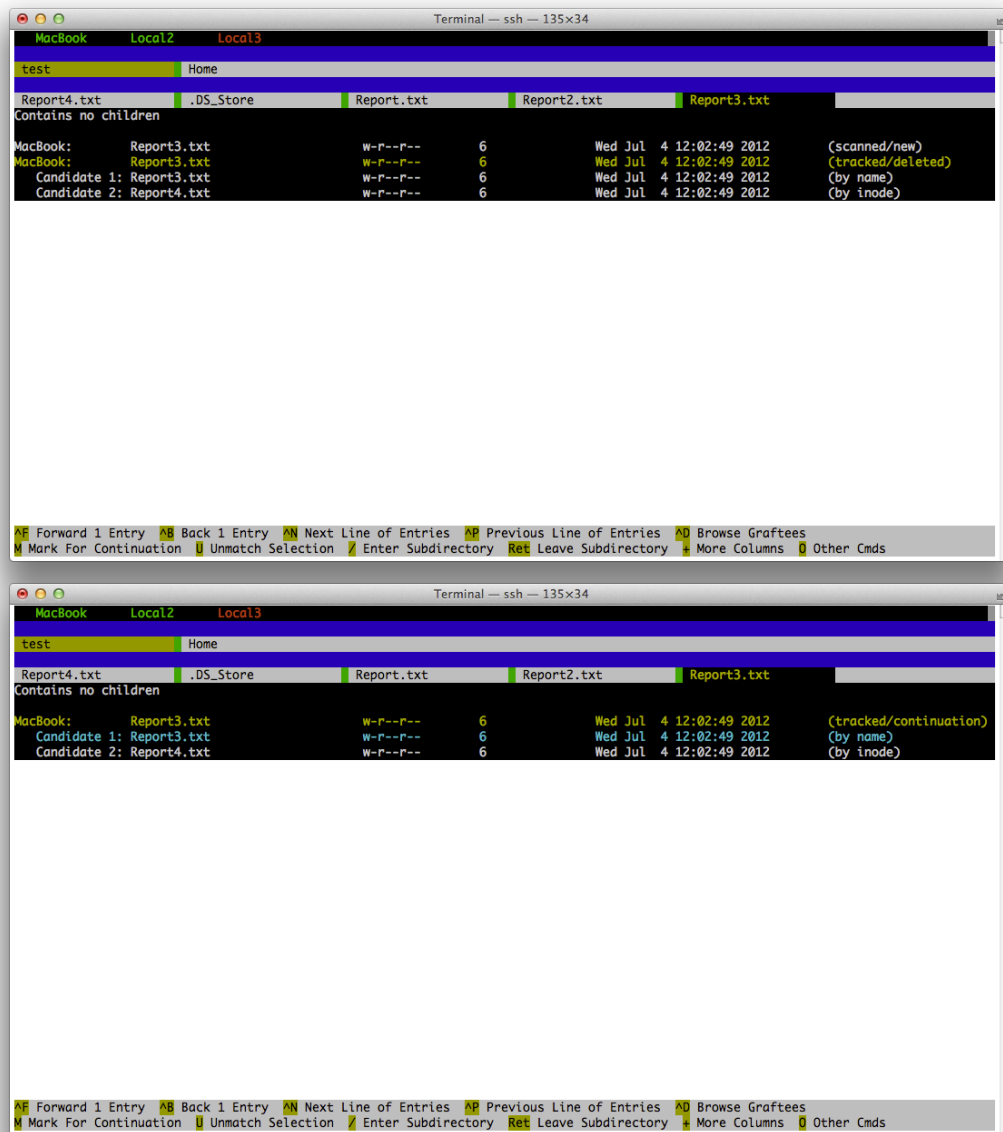 Terminal — ssh — 135×34
MacBook Local2 Local3
test Home
Report4.txt .DS_Store Report.txt Report2.txt Report3.txt
Contains no children
MacBook: Report3.txt w-r--r-- 6 Wed Jul 4 12:02:49 2012 (scanned/new)
MacBook: Report3.txt w-r--r-- 6 Wed Jul 4 12:02:49 2012 (tracked/deleted)
Candidate 1: Report3.txt w-r--r-- 6 Wed Jul 4 12:02:49 2012 (by name)
Candidate 2: Report4.txt w-r--r-- 6 Wed Jul 4 12:02:49 2012 (by inode)
^F Forward 1 Entry ^B Back 1 Entry ^N Next Line of Entries ^P Previous Line of Entries ^D Browse Graftees
M Mark For Continuation U Unmatch Selection / Enter Subdirectory Ret Leave Subdirectory + More Columns O Other Cmds
Terminal — ssh — 135×34
MacBook Local2 Local3
test Home
Report4.txt .DS_Store Report.txt Report2.txt Report3.txt
Contains no children
MacBook: Report3.txt w-r--r-- 6 Wed Jul 4 12:02:49 2012 (tracked/continuation)
Candidate 1: Report3.txt w-r--r-- 6 Wed Jul 4 12:02:49 2012 (by name)
Candidate 2: Report4.txt w-r--r-- 6 Wed Jul 4 12:02:49 2012 (by inode)
^F Forward 1 Entry ^B Back 1 Entry ^N Next Line of Entries ^P Previous Line of Entries ^D Browse Graftees
M Mark For Continuation U Unmatch Selection / Enter Subdirectory Ret Leave Subdirectory + More Columns O Other Cmds